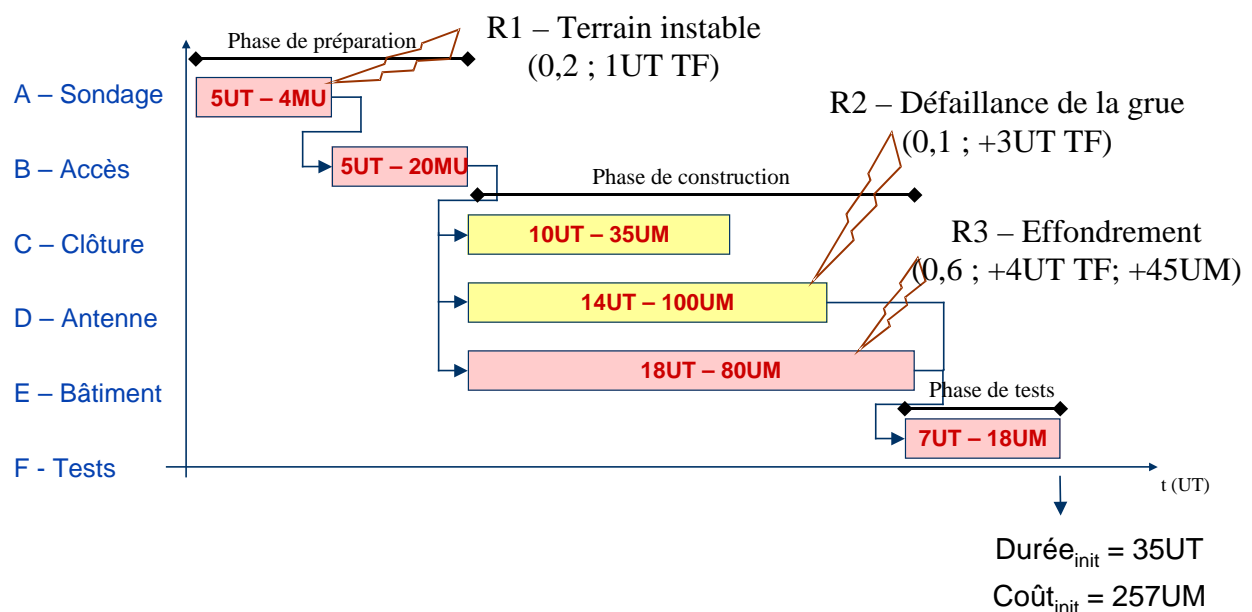 R1 – Terrain instable
(0,2 ; 1UT TF)
Phase de préparation
A – Sondage
5UT – 4MU
R2 – Défaillance de la grue
(0,1 ; +3UT TF)
B – Accès
5UT – 20MU
Phase de construction
C – Clôture
10UT – 35UM
R3 – Effondrement
(0,6 ; +4UT TF; +45UM)
D – Antenne
14UT – 100UM
E – Bâtiment
18UT – 80UM
Phase de tests
7UT – 18UM
F - Tests
t (UT)
Durée_init = 35UT
Coût_init = 257UM